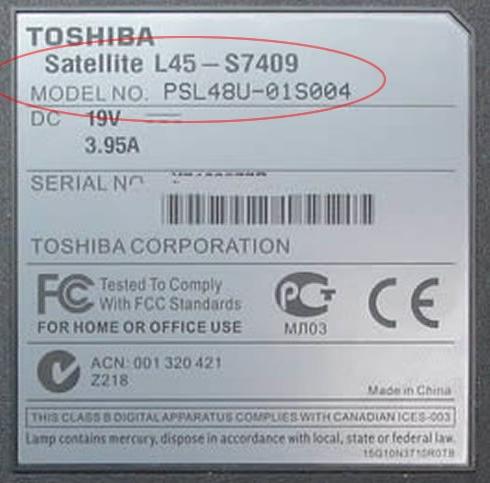 TOSHIBA
Satellite L45-S7409
MODEL NO. PSL48U-01S004
DC 19V
3.95A
SERIAL NO
TOSHIBA CORPORATION
FC Tested To Comply
With FCC Standards
FOR HOME OR OFFICE USE
МЛ03
CE
ACN: 001 320 421
Z218
Made in China
THIS CLASS B DIGITAL APPARATUS COMPLIES WITH CANADIAN ICES-003
Lamp contains mercury, dispose in accordance with local, state or federal law.
15G10N3710R0TB